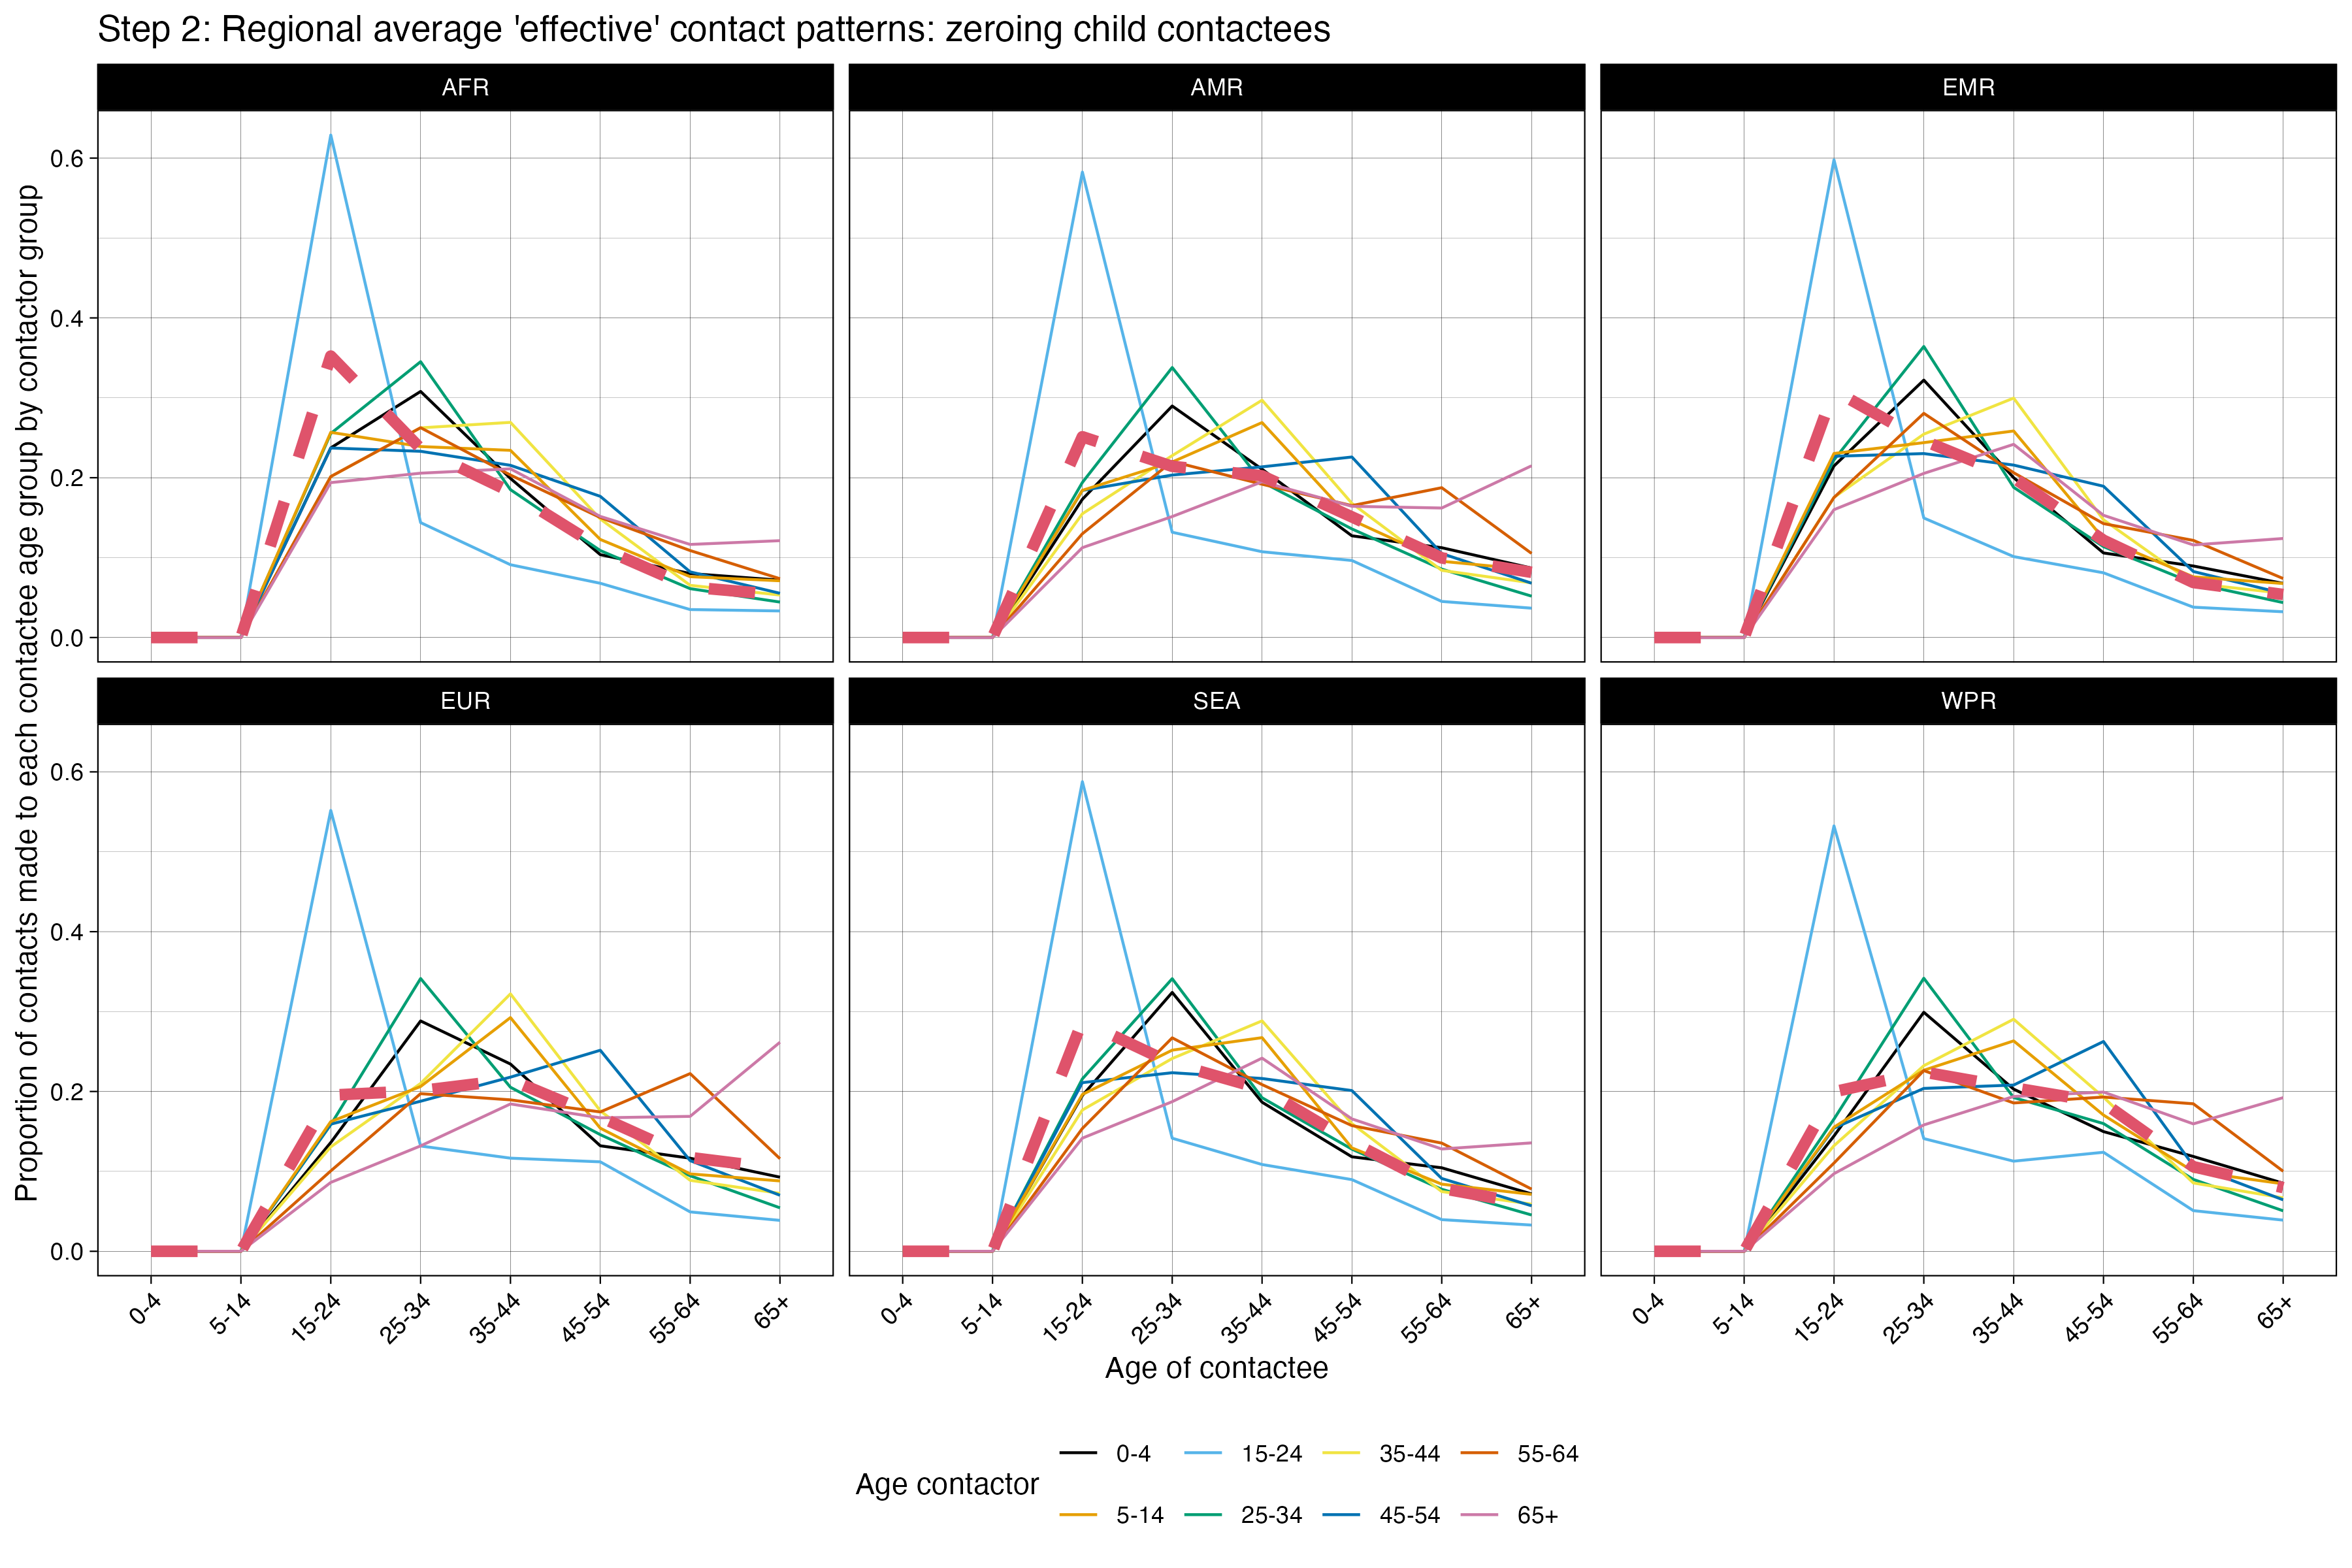 Step 2: Regional average 'effective' contact patterns: zeroing child contactees
AFR
AMR
EMR
Proportion of contacts made to each contactee age group by contactor group
0.6
0.4
0.2
0.0
EUR
SEA
WPR
0.6
0.4
0.2
0.0
0-4 5-14 15-24 25-34 35-44 45-54 55-64 65+
0-4 5-14 15-24 25-34 35-44 45-54 55-64 65+
0-4 5-14 15-24 25-34 35-44 45-54 55-64 65+
Age of contactee
Age contactor
0-4 15-24 35-44 55-64
5-14 25-34 45-54 65+